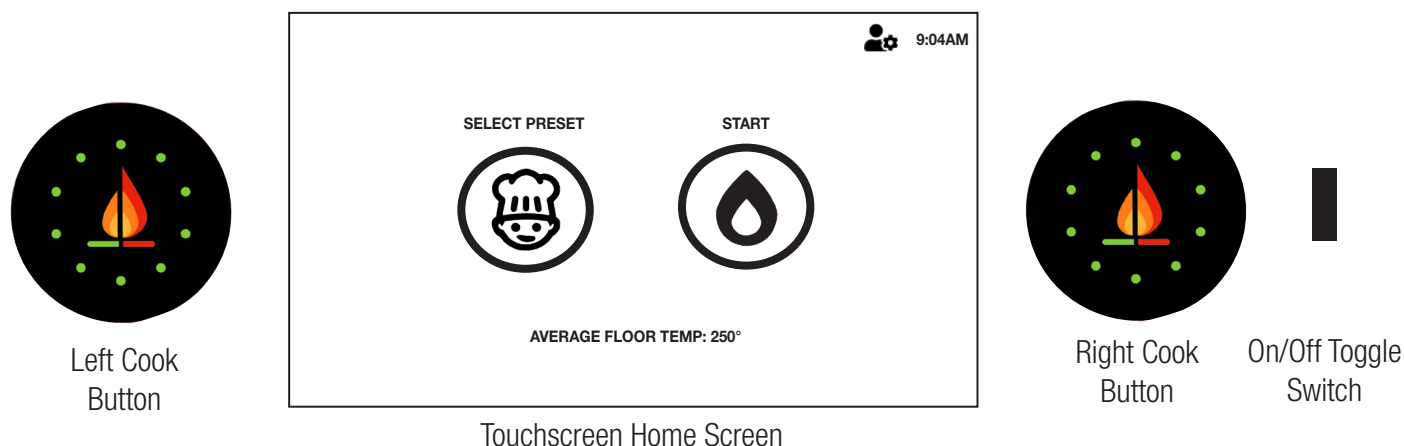 9:04AM
SELECT PRESET
START
AVERAGE FLOOR TEMP: 250°
Left Cook
Button
Right Cook
Button
On/Off Toggle
Switch
Touchscreen Home Screen